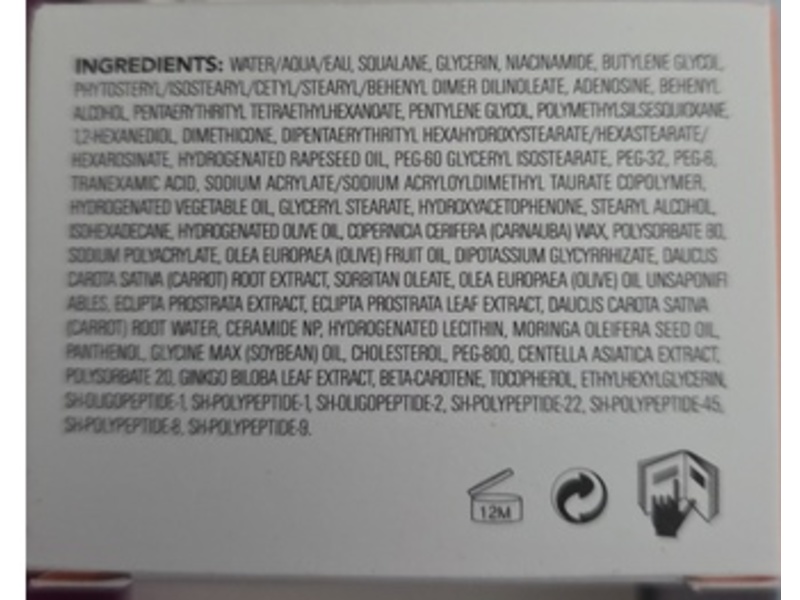 INGREDIENTS: WATER/AQUA/EAU, SQUALANE, GLYCERIN, NIACINAMIDE, BUTYLENE GLYCOL,
PHYTOSTERYL/ISOSTEARYL/CETYL/STEARYL/BEHENYL DIMER DILINOLEATE, ADENOSINE, BEHENYL
ALCOHOL, PENTAERYTHRITYL TETRAETHYLHEXANOATE, PENTYLENE GLYCOL, POLYMETHYLSILSESQUIOXANE,
1,2-HEXANEDIOL, DIMETHICONE, DIPENTAERYTHRITYL HEXAHYDROXYSTEARATE/HEXASTEARATE/
HEXAROSINATE, HYDROGENATED RAPESEED OIL, PEG-60 GLYCERYL ISOSTEARATE, PEG-32, PEG-6,
TRANEXAMIC ACID, SODIUM ACRYLATE/SODIUM ACRYLOYLDIMETHYL TAURATE COPOLYMER,
HYDROGENATED VEGETABLE OIL, GLYCERYL STEARATE, HYDROXYACETOPHENONE, STEARYL ALCOHOL,
ISOHEXADECANE, HYDROGENATED OLIVE OIL, COPERNICIA CERIFERA (CARNAUBA) WAX, POLYSORBATE 80,
SODIUM POLYACRYLATE, OLEA EUROPAEA (OLIVE) FRUIT OIL, DIPOTASSIUM GLYCYRRHIZATE, DAUCUS
CAROTA SATIVA (CARROT) ROOT EXTRACT, SORBITAN OLEATE, OLEA EUROPAEA (OLIVE) OIL UNSAPONIFI
ABLES, ECLIPTA PROSTRATA EXTRACT, ECLIPTA PROSTRATA LEAF EXTRACT, DAUCUS CAROTA SATIVA
(CARROT) ROOT WATER, CERAMIDE NP, HYDROGENATED LECITHIN, MORINGA OLEIFERA SEED OIL,
PANTHENOL, GLYCINE MAX (SOYBEAN) OIL, CHOLESTEROL, PEG-800, CENTELLA ASIATICA EXTRACT,
POLYSORBATE 20, GINKGO BILOBA LEAF EXTRACT, BETA-CAROTENE, TOCOPHEROL, ETHYLHEXYLGLYCERIN,
SH-OLIGOPEPTIDE-1, SH-POLYPEPTIDE-1, SH-OLIGOPEPTIDE-2, SH-POLYPEPTIDE-22, SH-POLYPEPTIDE-45,
SH-POLYPEPTIDE-8, SH-POLYPEPTIDE-9.
12M